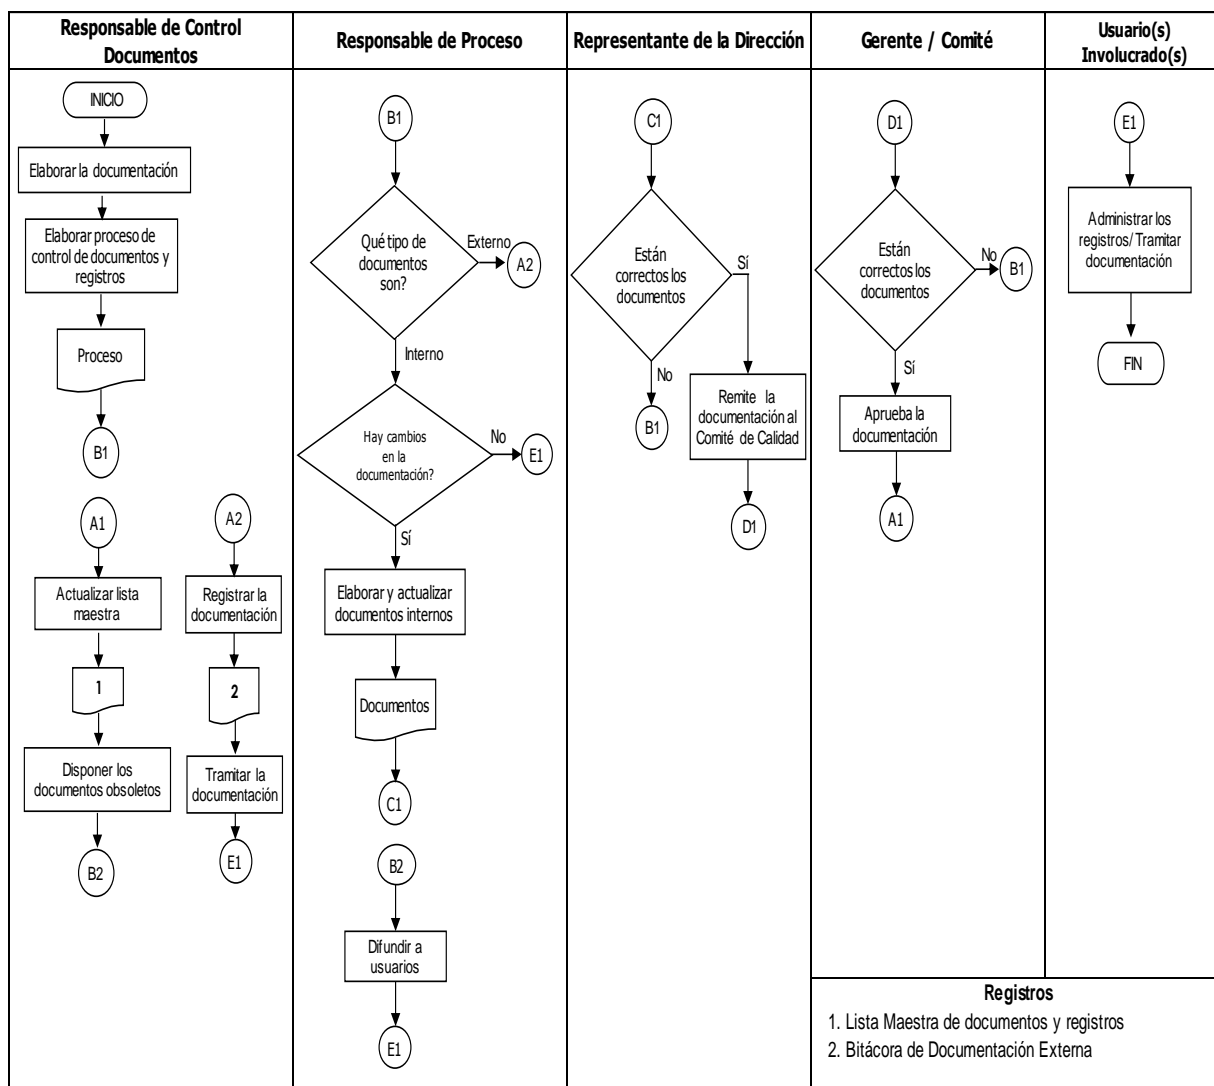 Responsable de Control
Documentos
INICIO
Elaborar la documentación
Elaborar proceso de
control de documentos y
registros
Proceso
B1
A1
Actualizar lista
maestra
1
Disponer los
documentos obsoletos
B2
A2
Registrar la
documentación
2
Tramitar la
documentación
E1
Responsable de Proceso
B1
Qué tipo de
documentos
son?
Externo
A2
Interno
Hay cambios
en la
documentación?
No
E1
Sí
Elaborar y actualizar
documentos internos
Documentos
C1
B2
Difundir a
usuarios
E1
Representante de la Dirección
C1
Están
correctos los
documentos
Sí
No
B1
Remite la
documentación al
Comité de Calidad
D1
Gerente / Comité
D1
Están
correctos los
documentos
No
B1
Sí
Aprueba la
documentación
A1
Usuario(s)
Involucrado(s)
E1
Administrar los
registros/ Tramitar
documentación
FIN
Registros
1. Lista Maestra de documentos y registros
2. Bitácora de Documentación Externa